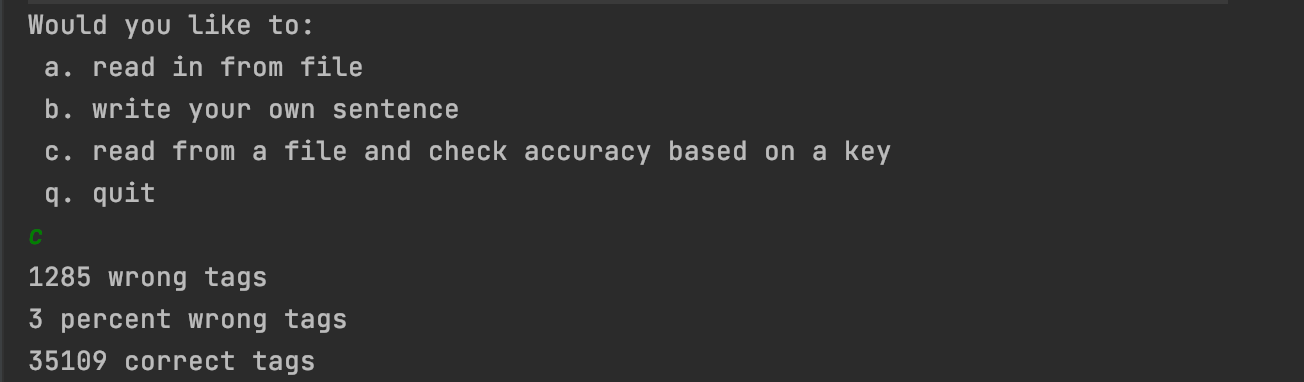 Would you like to:
a. read in from file
b. write your own sentence
c. read from a file and check accuracy based on a key
q. quit
c
1285 wrong tags
3 percent wrong tags
35109 correct tags